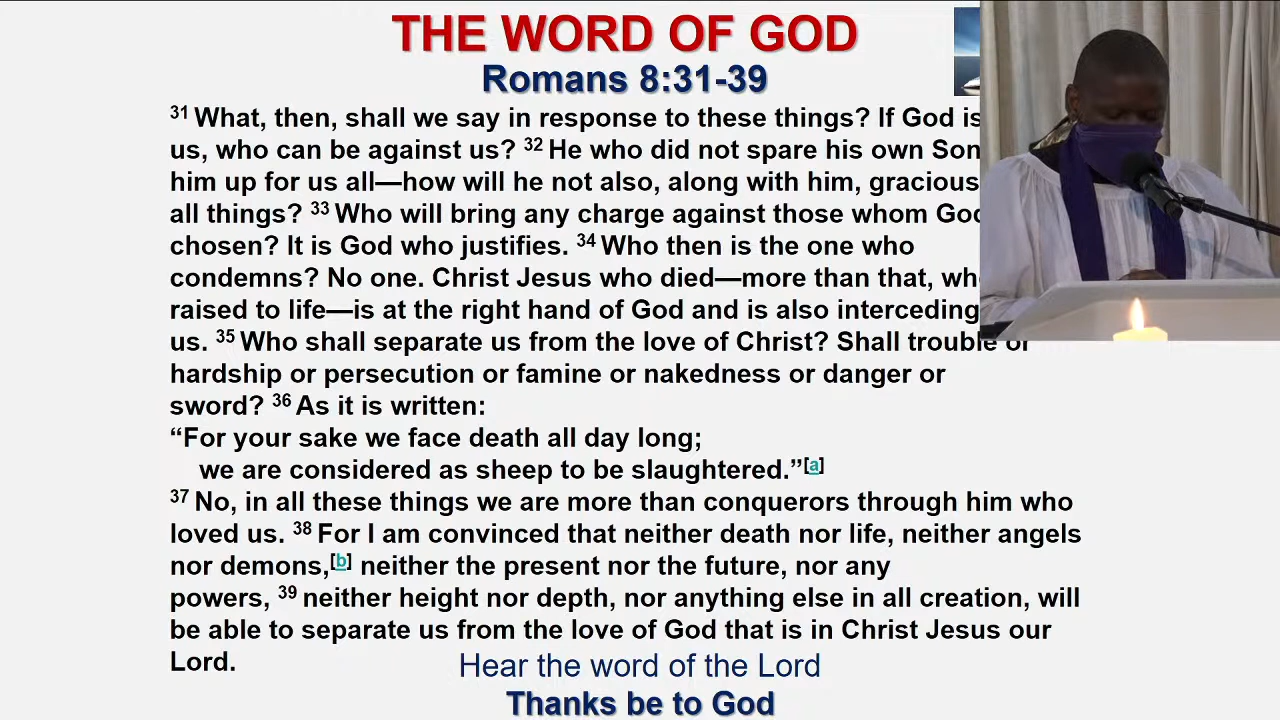 THE WORD OF GOD
Romans 8:31-39
31 What, then, shall we say in response to these things? If God is
us, who can be against us? 32 He who did not spare his own Son
him up for us all—how will he not also, along with him,
all things? 33 Who will bring any charge against those whom
chosen? It is God who justifies. 34 Who then is the one who
condemns? No one. Christ Jesus who died—more than that,
raised to life—is at the right hand of God and is also interceding
us. 35 Who shall separate us from the love of Christ? Shall trouble or
hardship or persecution or famine or nakedness or danger or
sword? 36 As it is written:
“For your sake we face death all day long;
we are considered as sheep to be slaughtered.”[a]
37 No, in all these things we are more than conquerors through him who
loved us. 38 For I am convinced that neither death nor life, neither angels
nor demons,[b] neither the present nor the future, nor any
powers, 39 neither height nor depth, nor anything else in all creation, will
be able to separate us from the love of God that is in Christ Jesus our
Lord.
Hear the word of the Lord
Thanks be to God